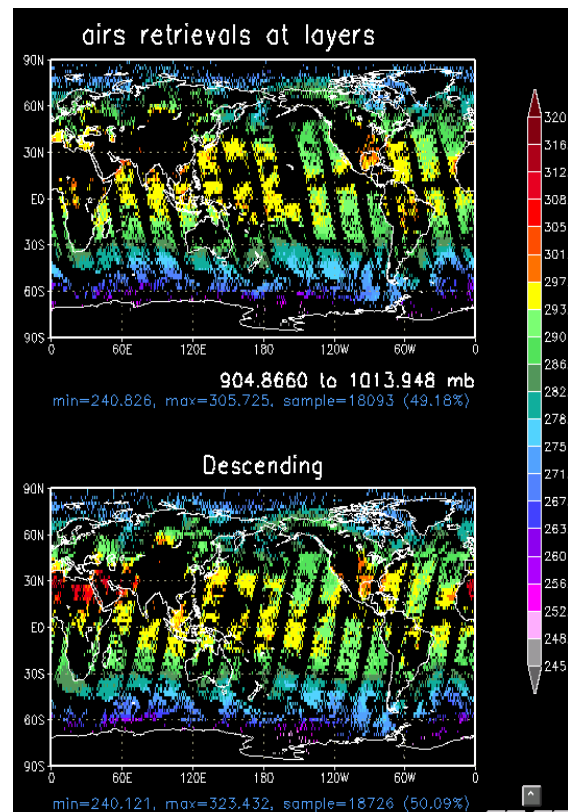 airs retrievals at layers
90N
60N
30N
EQ
30S
60S
90S
0 60E 120E 180 120W 60W 0
904.8660 to 1013.948 mb
min=240.826, max=305.725, sample=18093 (49.18%)
Descending
90N
60N
30N
EQ
30S
60S
90S
0 60E 120E 180 120W 60W 0
min=240.121, max=323.432, sample=18726 (50.09%)
320
316
312
308
305
301
297
293
290
286
282
278
275
271
267
263
260
256
252
248
245